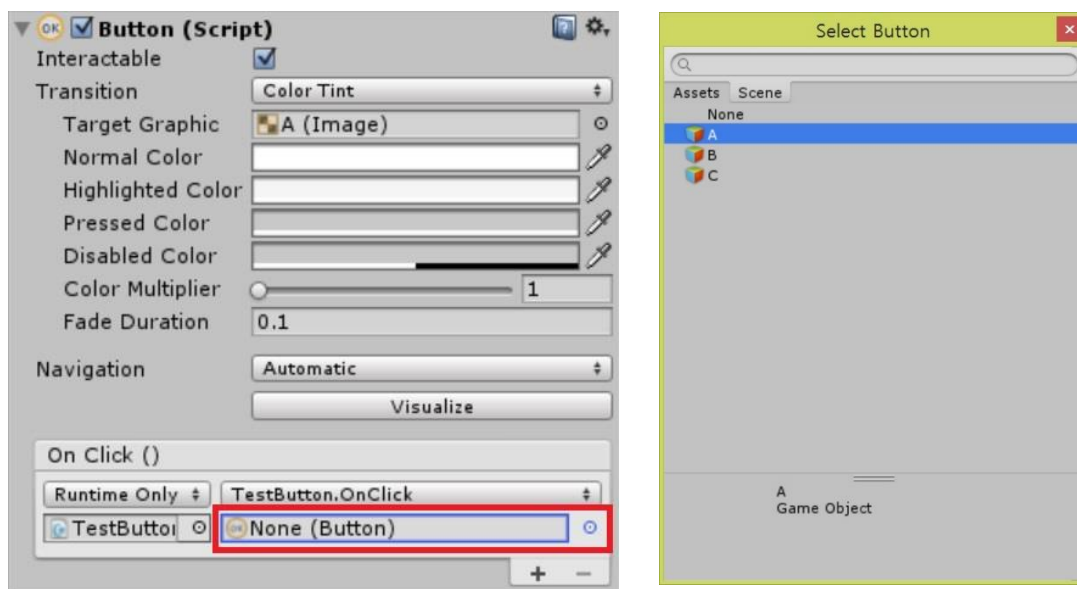 Button (Script)
Interactable
Transition Color Tint
Target Graphic A (Image)
Normal Color
Highlighted Color
Pressed Color
Disabled Color
Color Multiplier 1
Fade Duration 0.1
Navigation Automatic
Visualize
On Click ()
Runtime Only TestButton.OnClick
TestButto None (Button)
+ −
Select Button
Assets Scene
None
A
B
C
A
Game Object